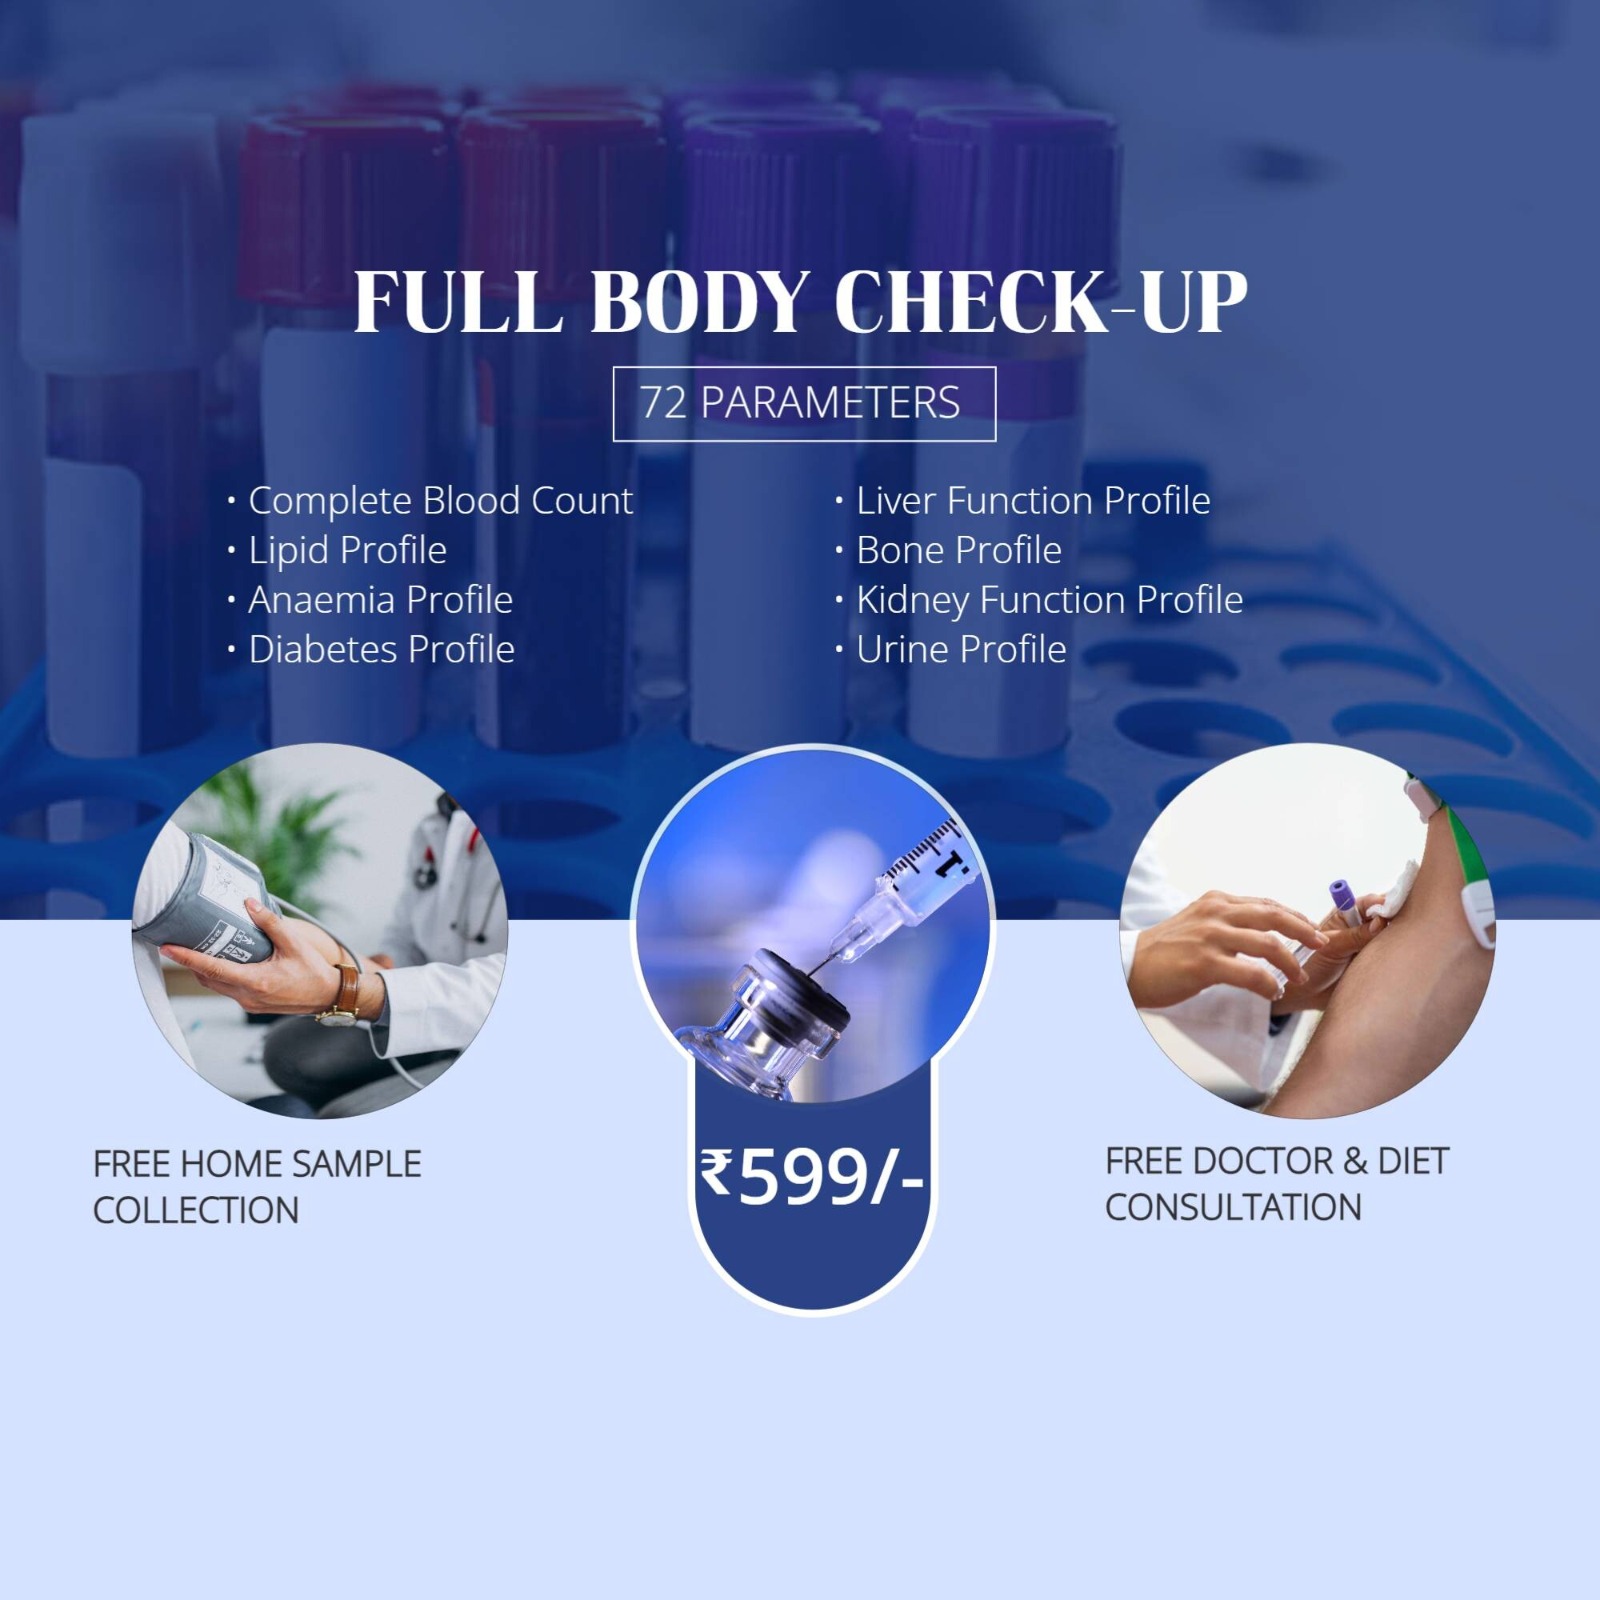 FULL BODY CHECK-UP
72 PARAMETERS
• Complete Blood Count
• Lipid Profile
• Anaemia Profile
• Diabetes Profile
• Liver Function Profile
• Bone Profile
• Kidney Function Profile
• Urine Profile
FREE HOME SAMPLE
COLLECTION
₹599/-
FREE DOCTOR & DIET
CONSULTATION